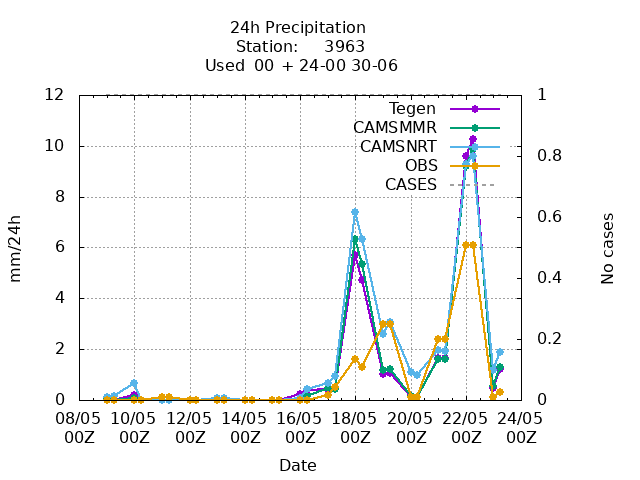 24h Precipitation
Station: 3963
Used 00 + 24-00 30-06
12 1
Tegen
10 CAMSMMR
CAMSNRT 0.8
OBS
8 CASES
0.6
6
0.4
4
2 0.2
0 0
mm/24h
No cases
08/05 10/05 12/05 14/05 16/05 18/05 20/05 22/05 24/05
00Z 00Z 00Z 00Z 00Z 00Z 00Z 00Z 00Z
Date